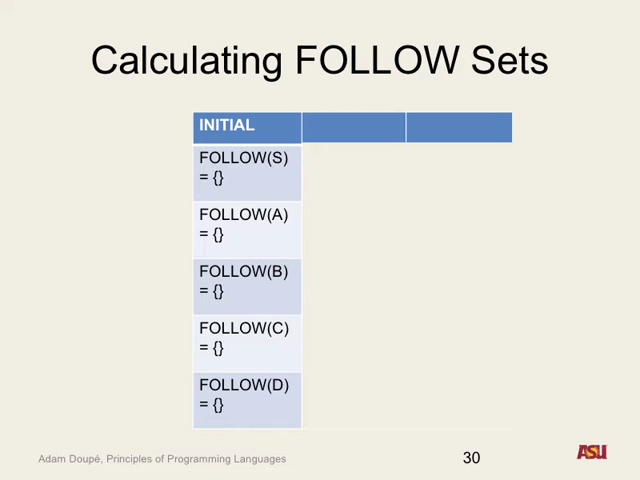 Calculating FOLLOW Sets
INITIAL
FOLLOW(S)
= {}
FOLLOW(A)
= {}
FOLLOW(B)
= {}
FOLLOW(C)
= {}
FOLLOW(D)
= {}
Adam Doupé, Principles of Programming Languages
30
ASU